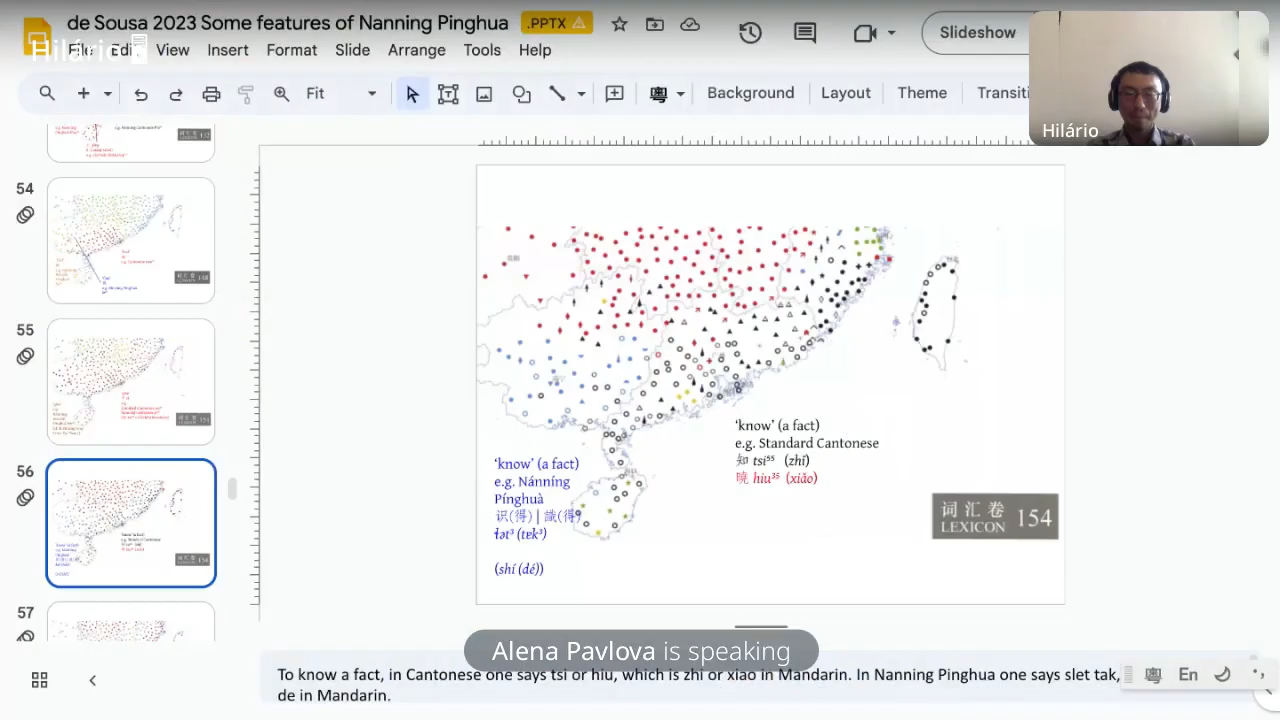 de Sousa 2023 Some features of Nanning Pinghua
.PPTX
File Edit View Insert Format Slide Arrange Tools Help
Hilário
Slideshow
Fit
粵
Background
Layout
Theme
Transiti
Hilário
54
55
56
57
'know' (a fact)
e.g. Standard Cantonese
知 tsi⁵⁵ (zhī)
曉 hiu³⁵ (xiǎo)
'know' (a fact)
e.g. Nánníng
Pínghuà
识(得) | 識(得)
ɬət³ (tɐk³)
(shí (dé))
词汇卷
LEXICON 154
Alena Pavlova is speaking
To know a fact, in Cantonese one says tsi or hiu, which is zhi or xiao in Mandarin. In Nanning Pinghua one says slet tak,
de in Mandarin.
粵 En